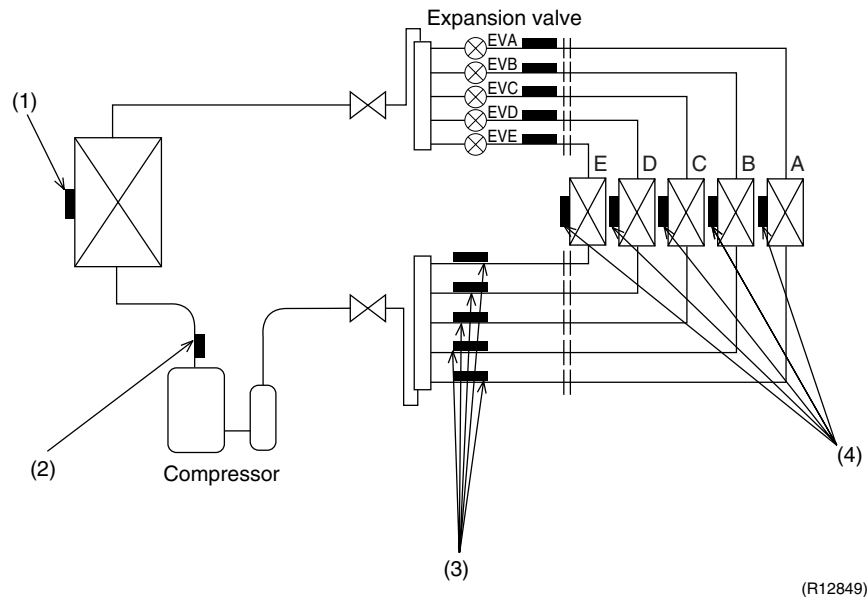 Expansion valve
EVA
EVB
EVC
EVD
EVE
(1)
E D C B A
(2)
Compressor
(3)
(4)
(R12849)